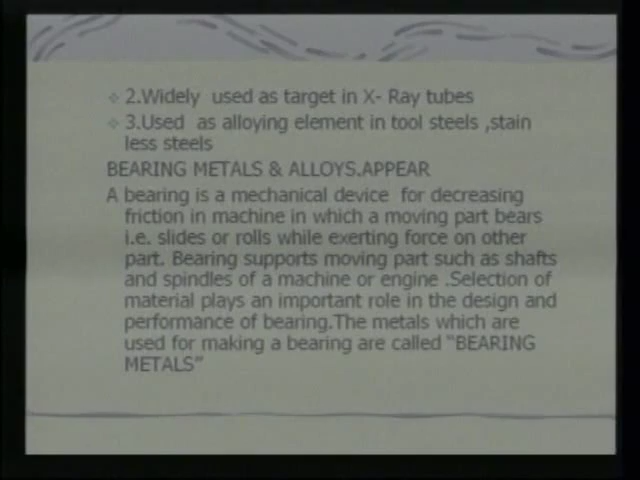 2.Widely used as target in X- Ray tubes
3.Used as alloying element in tool steels ,stain
less steels
BEARING METALS & ALLOYS.APPEAR
A bearing is a mechanical device for decreasing
friction in machine in which a moving part bears
i.e. slides or rolls while exerting force on other
part. Bearing supports moving part such as shafts
and spindles of a machine or engine .Selection of
material plays an important role in the design and
performance of bearing.The metals which are
used for making a bearing are called “BEARING
METALS”